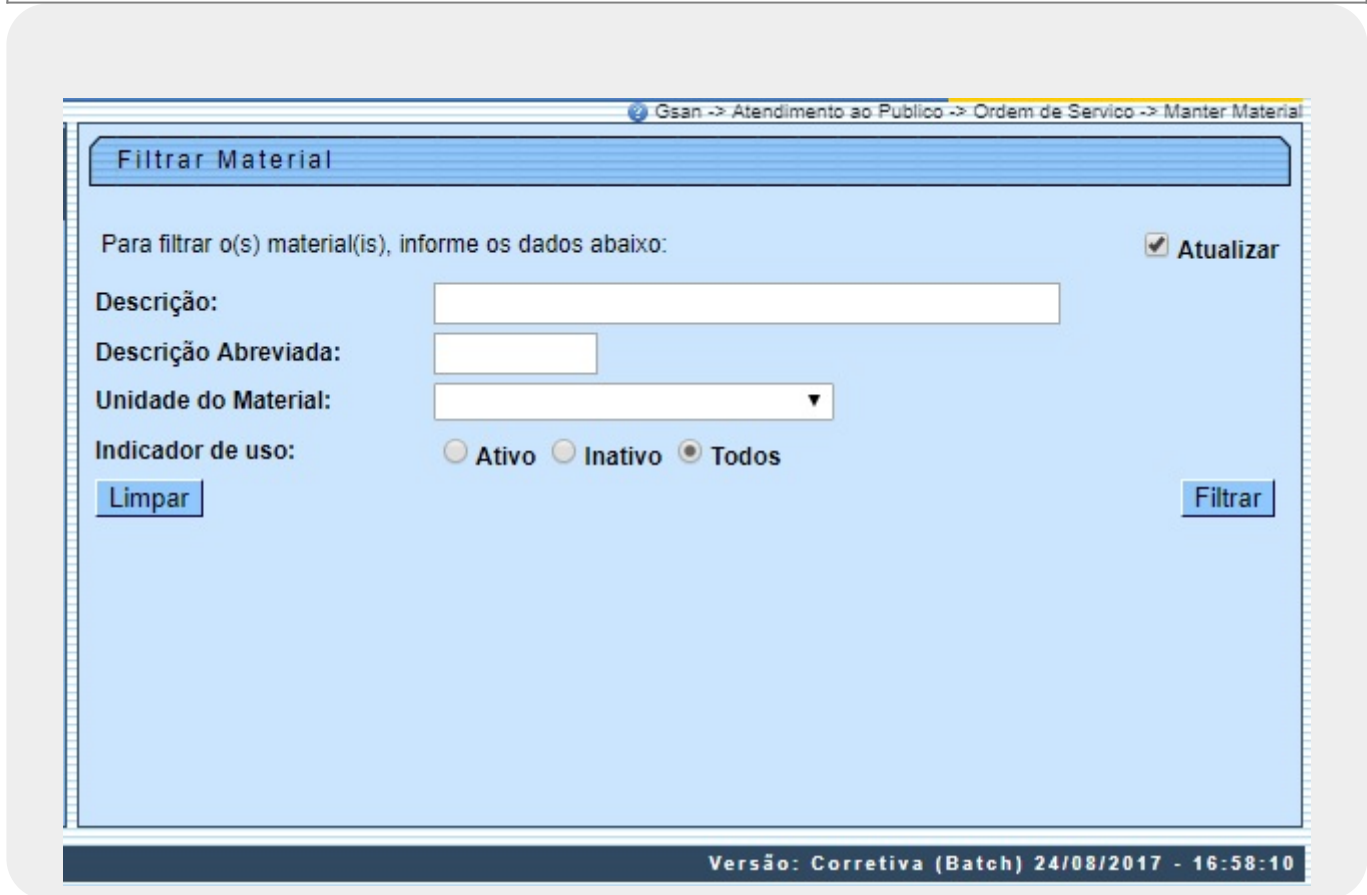 Gsan -> Atendimento ao Publico -> Ordem de Servico -> Manter Material
Filtrar Material
Para filtrar o(s) material(is), informe os dados abaixo:
Atualizar
Descrição:
Descrição Abreviada:
Unidade do Material:
Indicador de uso: Ativo Inativo Todos
Limpar Filtrar
Versão: Corretiva (Batch) 24/08/2017 - 16:58:10